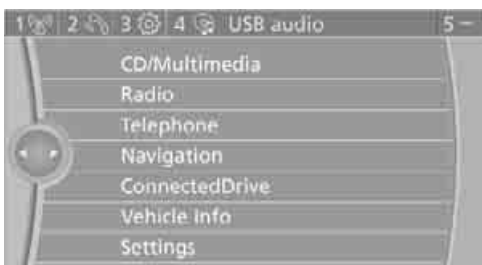 1 2 3 4 USB audio 5
CD/Multimedia
Radio
Telephone
Navigation
ConnectedDrive
Vehicle Info
Settings